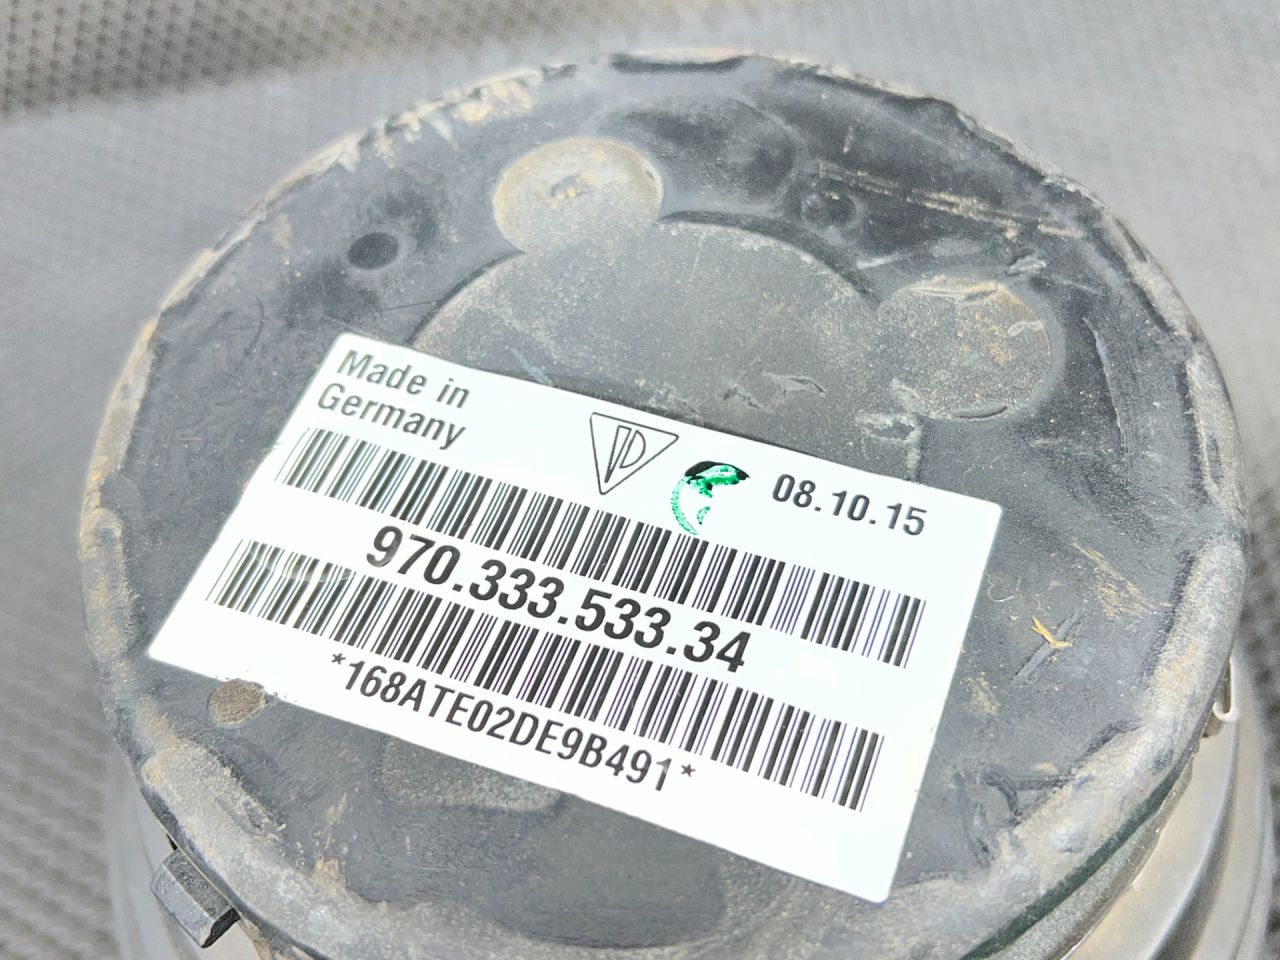 Made in
Germany
08.10.15
970.333.533.34
*168ATE02DE9B491*